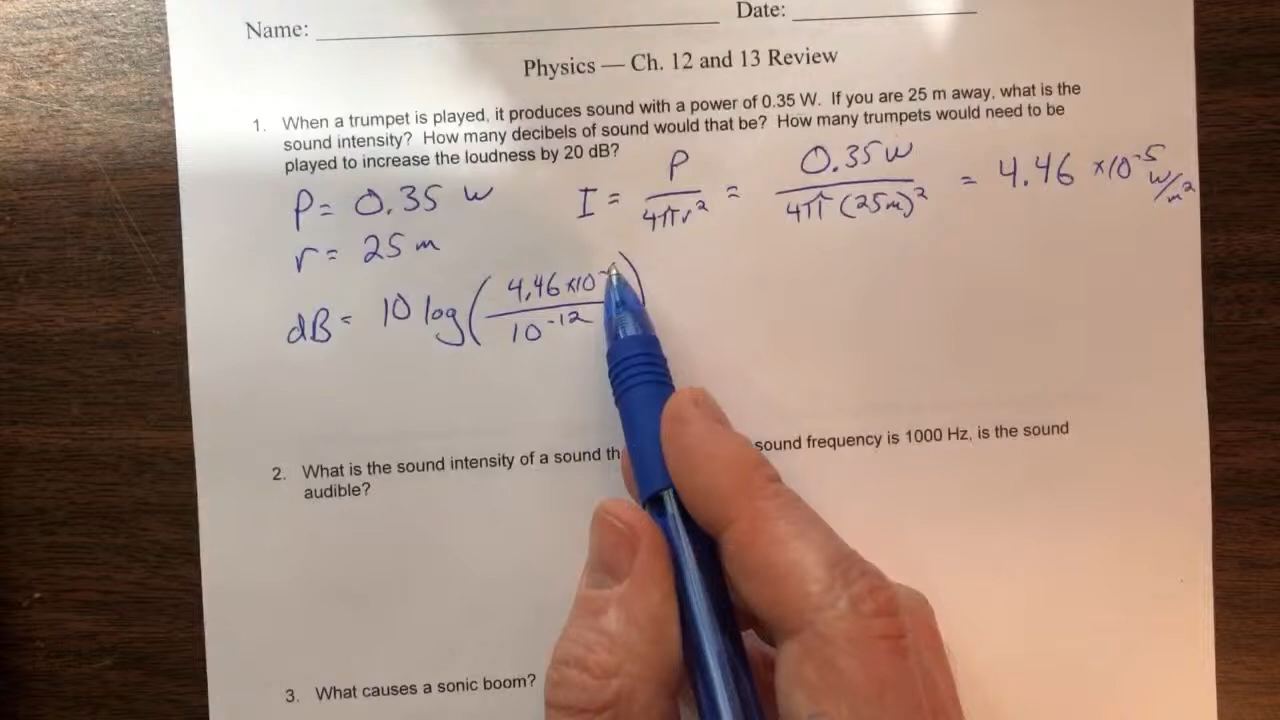 Name: ____________ Date: ____________
Physics — Ch. 12 and 13 Review
1. When a trumpet is played, it produces sound with a power of 0.35 W. If you are 25 m away, what is the
sound intensity? How many decibels of sound would that be? How many trumpets would need to be
played to increase the loudness by 20 dB?
P = 0.35 W
I = P / 4πr² = 0.35 W / 4π (25m)² = 4.46 × 10⁻⁵ W/m²
r = 25 m
dB = 10 log( 4.46 × 10⁻ / 10⁻¹² )
2. What is the sound intensity of a sound sound frequency is 1000 Hz, is the sound
audible?
3. What causes a sonic boom?